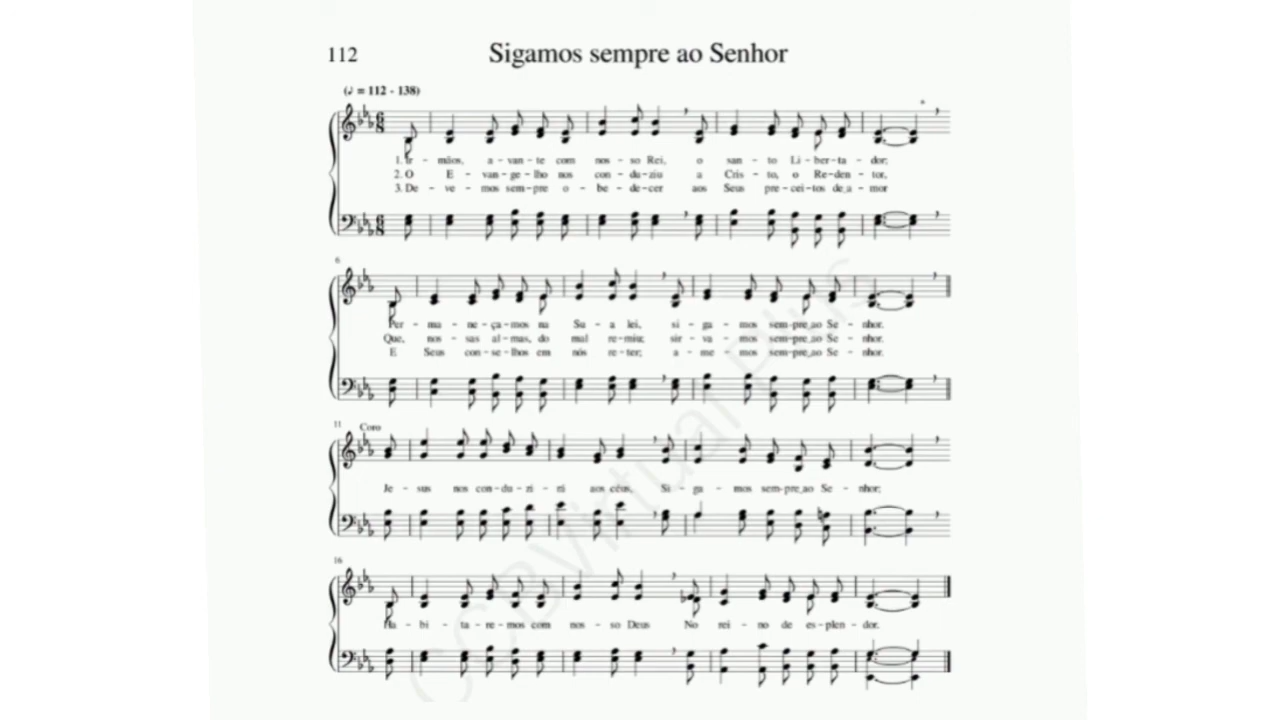 112 Sigamos sempre ao Senhor
(♩ = 112 - 138)
1. Ir - mãos, a - van - te com nos - so Rei, o san - to Li - ber - ta - dor;
2. O E - van - ge - lho nos con - du - ziu a Cris - to, o Re - den - tor,
3. De - ve - mos sem - pre o - be - de - cer aos Seus pre - cei - tos de a - mor
6
Per - ma - ne - ça - mos na Su - a lei, si - ga - mos sem - pre ao Se - nhor.
Que, nos - sas al - mas, do mal re - miu; sir - va - mos sem - pre ao Se - nhor.
E Seus con - se - lhos em nós re - ter; a - me - mos sem - pre ao Se - nhor.
11 Coro
Je - sus nos con - du - zi - rá aos céus, Si - ga - mos sem - pre ao Se - nhor;
16
Ha - bi - ta - re - mos com nos - so Deus No rei - no de es - plen - dor.
CCB Virtual Plus